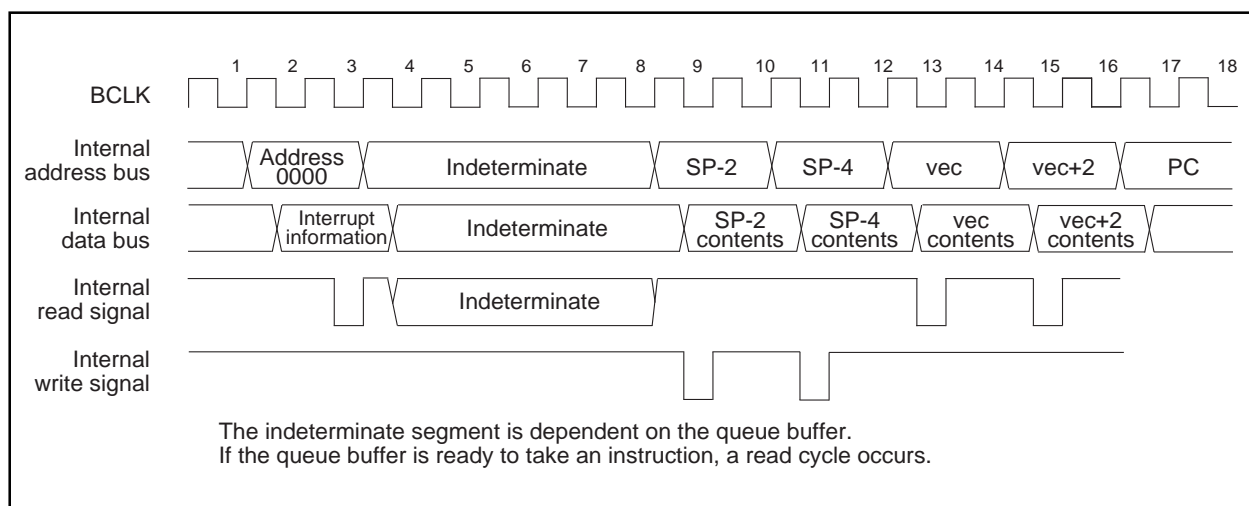 1 2 3 4 5 6 7 8 9 10 11 12 13 14 15 16 17 18
BCLK
Internal
address bus
Address
0000
Indeterminate
SP-2
SP-4
vec
vec+2
PC
Internal
data bus
Interrupt
information
Indeterminate
SP-2
contents
SP-4
contents
vec
contents
vec+2
contents
Internal
read signal
Indeterminate
Internal
write signal
The indeterminate segment is dependent on the queue buffer.
If the queue buffer is ready to take an instruction, a read cycle occurs.